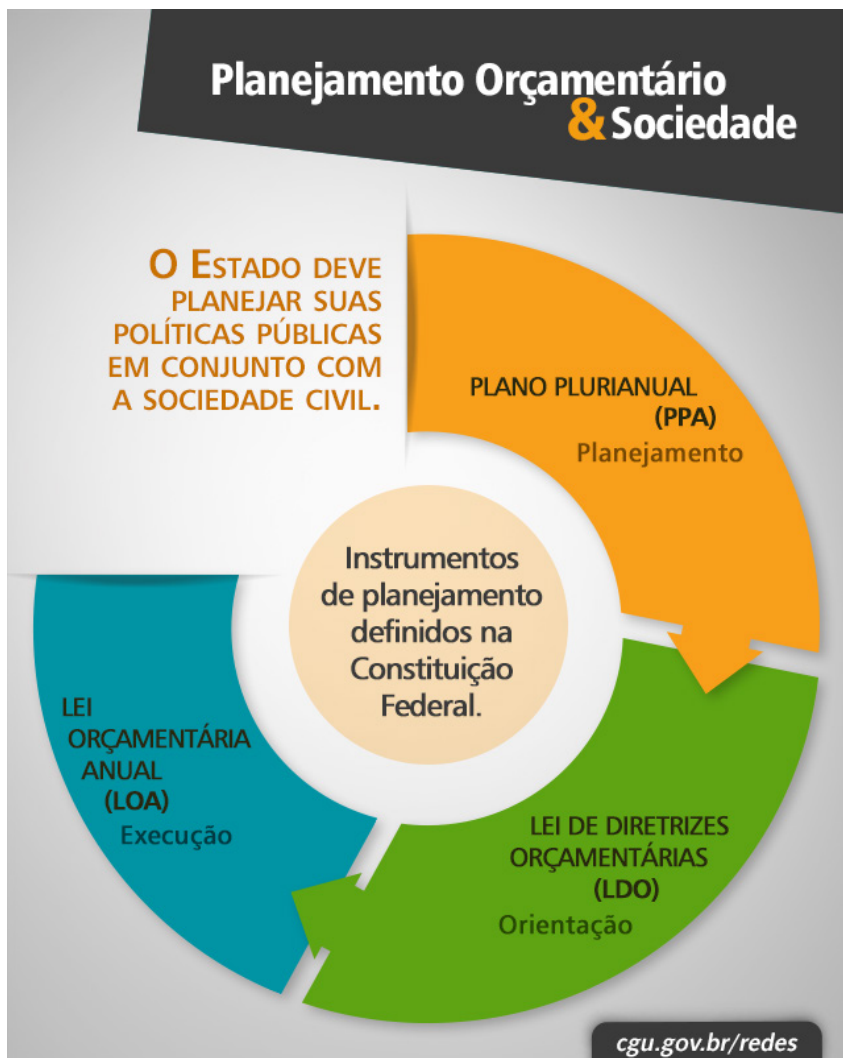 Planejamento Orçamentário
& Sociedade
O ESTADO DEVE
PLANEJAR SUAS
POLÍTICAS PÚBLICAS
EM CONJUNTO COM
A SOCIEDADE CIVIL.
PLANO PLURIANUAL
(PPA)
Planejamento
Instrumentos
de planejamento
definidos na
Constituição
Federal.
LEI DE DIRETRIZES
ORÇAMENTÁRIAS
(LDO)
Orientação
LEI
ORÇAMENTÁRIA
ANUAL
(LOA)
Execução
cgu.gov.br/redes